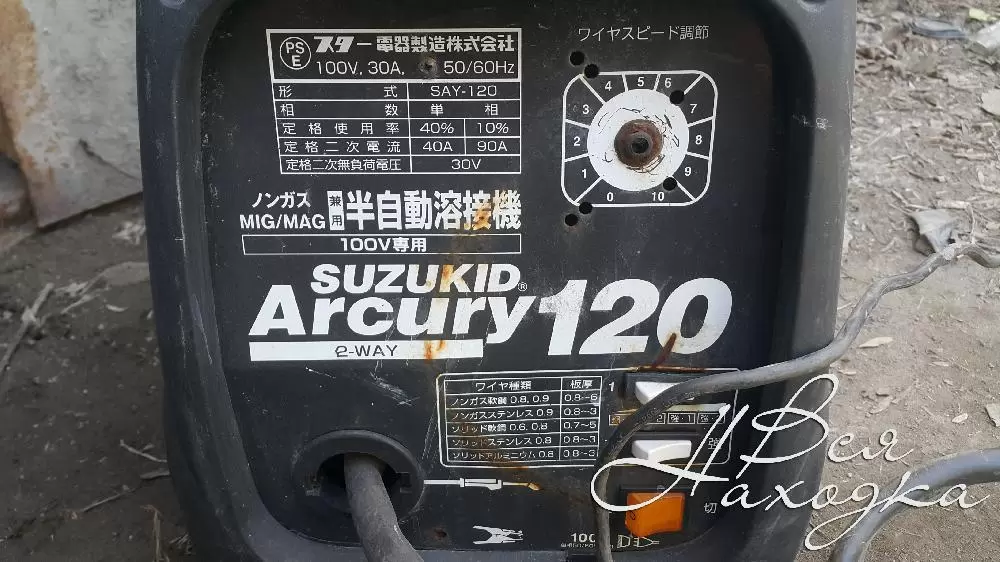 PS E スター電器製造株式会社
100V, 30A, 50/60Hz
形式 SAY-120
相数 単相
定格使用率 40% 10%
定格二次電流 40A 90A
定格二次無負荷電圧 30V
ノンガス MIG/MAG 兼用 半自動溶接機
100V専用
SUZUKID®
Arcury120
2-WAY
ワイヤスピード調節
0 1 2 3 4 5 6 7 8 9 10
ワイヤ種類 板厚
ノンガス軟鋼 0.8, 0.9 0.8~6
ノンガスステンレス 0.9 0.8~3
ソリッド軟鋼 0.6, 0.8 0.7~5
ソリッドステンレス 0.8 0.8~3
ソリッドアルミニウム 0.8 0.8~3
1
2 強・1
強
切
100
Вся
Находка